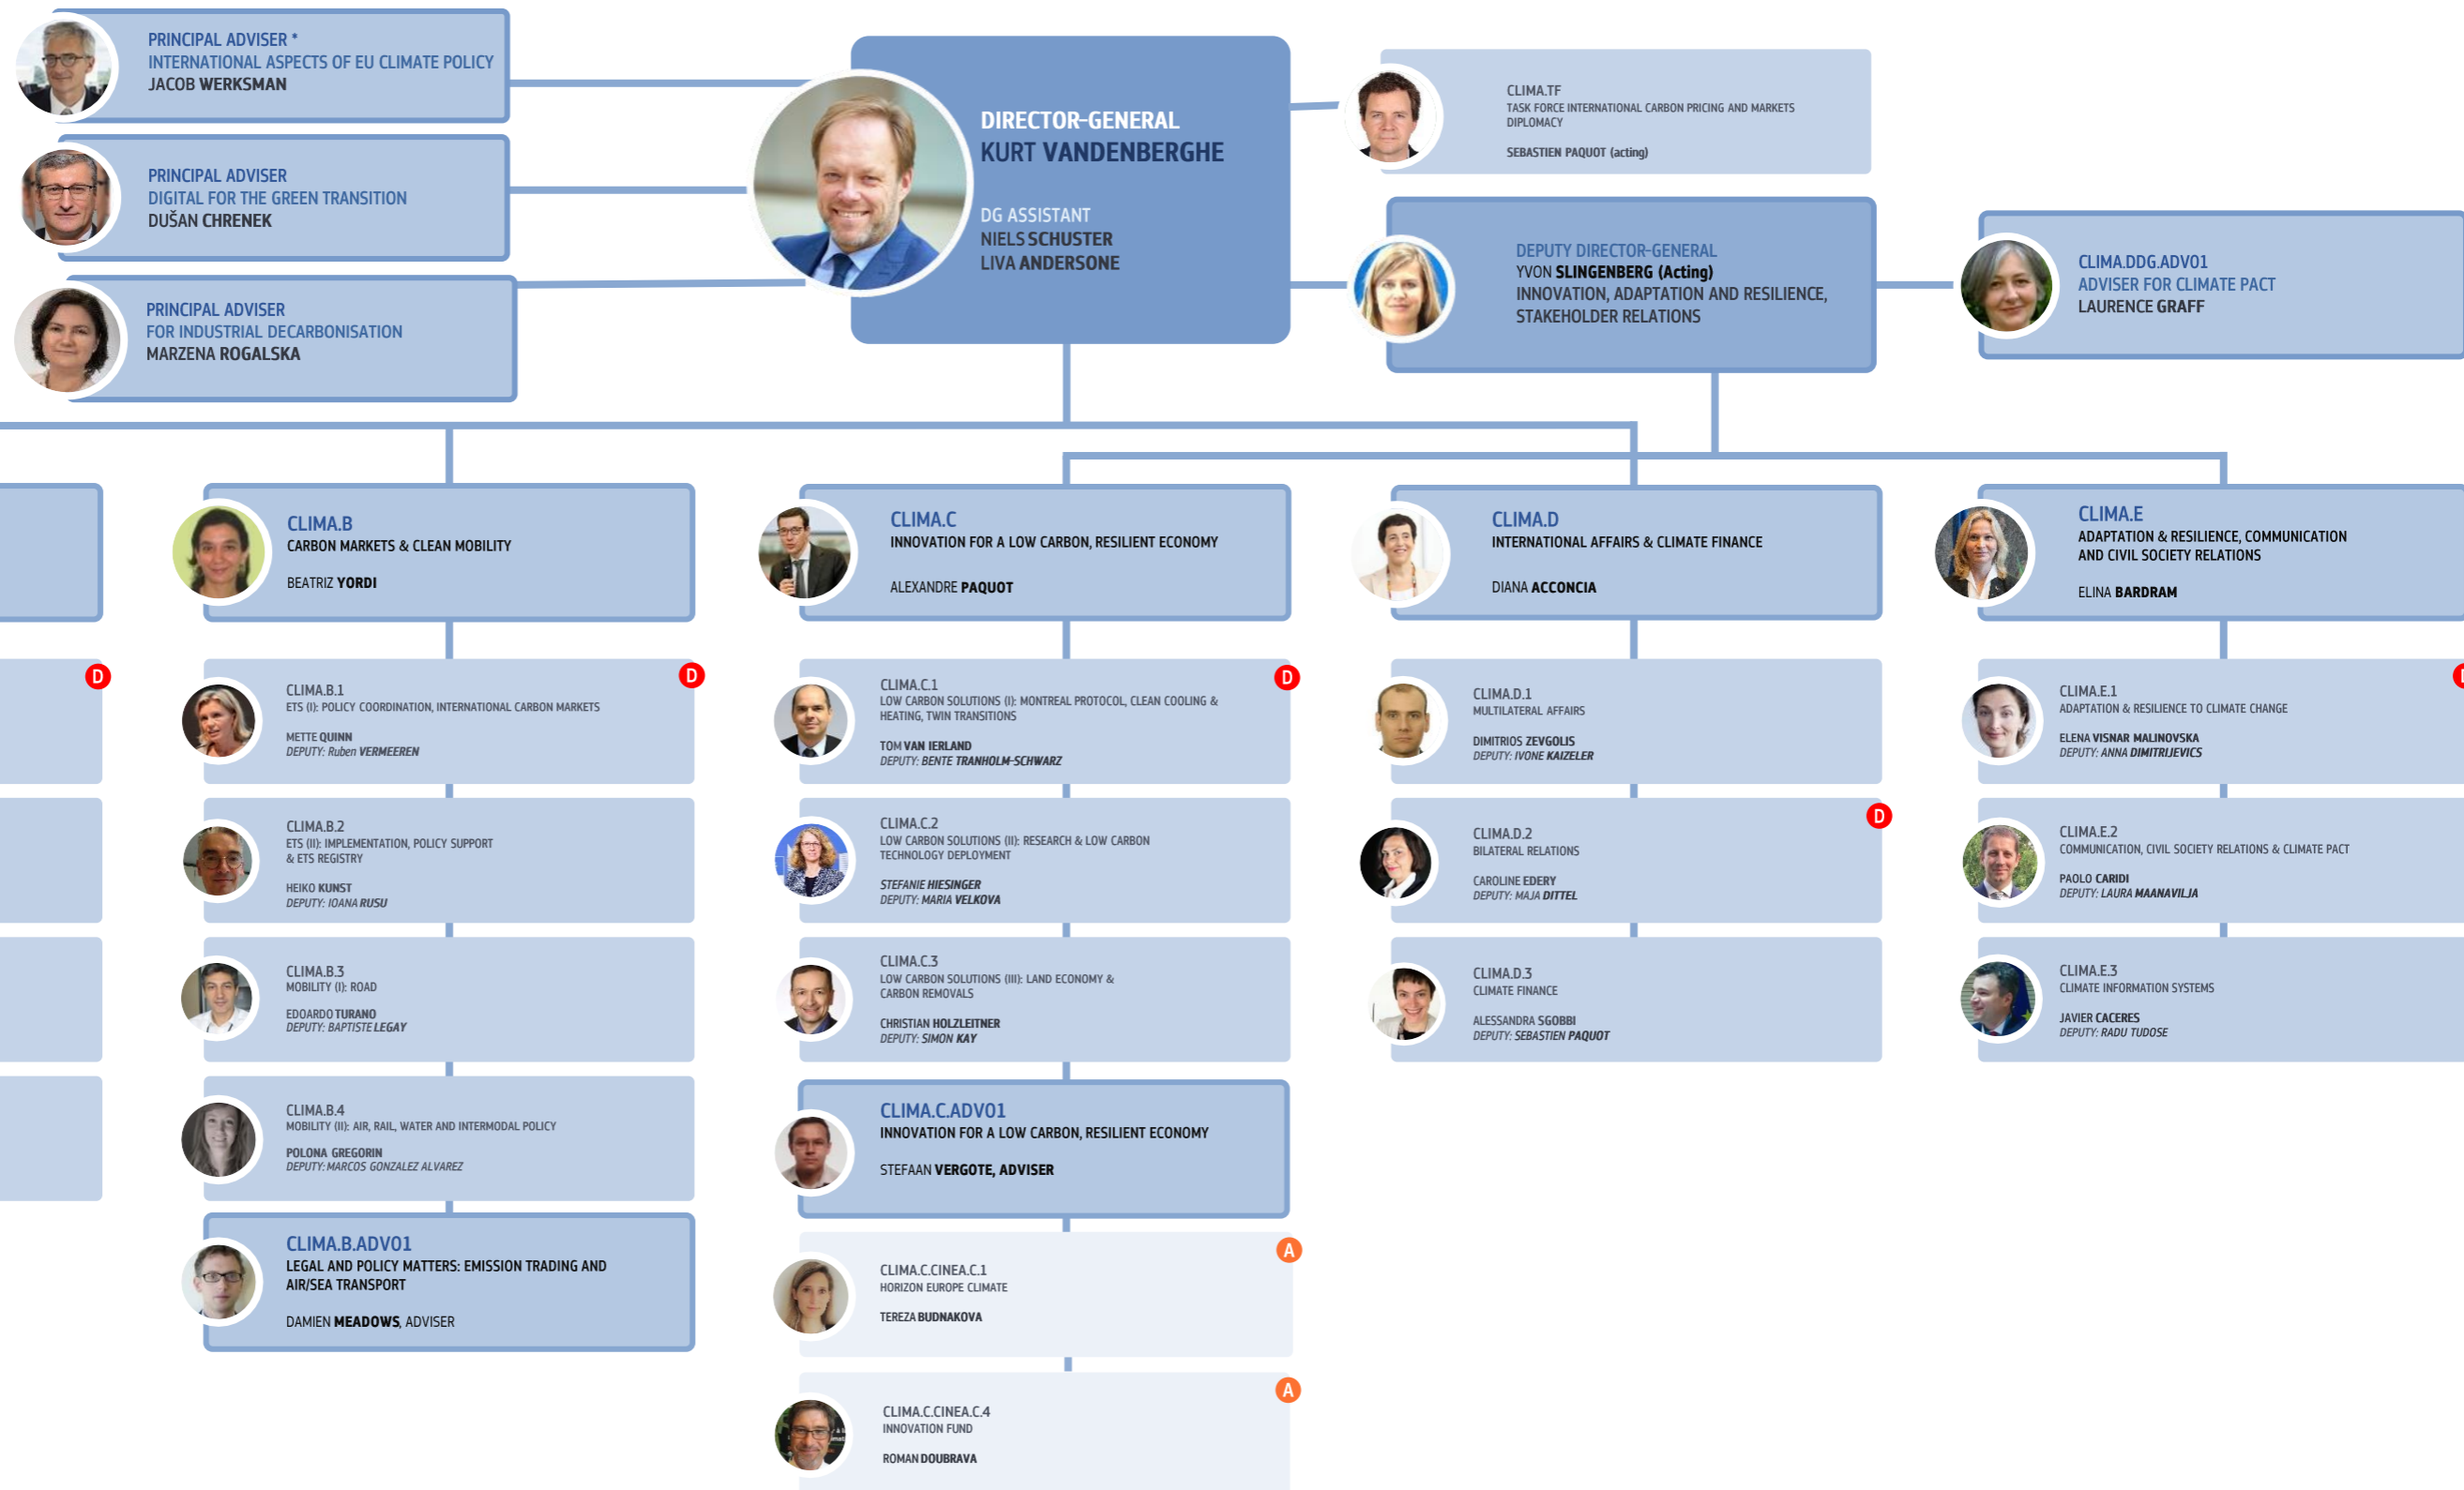 PRINCIPAL ADVISER *
INTERNATIONAL ASPECTS OF EU CLIMATE POLICY
JACOB WERKSMAN
PRINCIPAL ADVISER
DIGITAL FOR THE GREEN TRANSITION
DUŠAN CHRENEK
PRINCIPAL ADVISER
FOR INDUSTRIAL DECARBONISATION
MARZENA ROGALSKA
DIRECTOR-GENERAL
KURT VANDENBERGHE
DG ASSISTANT
NIELS SCHUSTER
LIVA ANDERSONE
CLIMA.TF
TASK FORCE INTERNATIONAL CARBON PRICING AND MARKETS
DIPLOMACY
SEBASTIEN PAQUOT (acting)
DEPUTY DIRECTOR-GENERAL
YVON SLINGENBERG (Acting)
INNOVATION, ADAPTATION AND RESILIENCE,
STAKEHOLDER RELATIONS
CLIMA.DDG.ADV01
ADVISER FOR CLIMATE PACT
LAURENCE GRAFF
D
CLIMA.B
CARBON MARKETS & CLEAN MOBILITY
BEATRIZ YORDI
D
CLIMA.B.1
ETS (I): POLICY COORDINATION, INTERNATIONAL CARBON MARKETS
METTE QUINN
DEPUTY: Ruben VERMEEREN
CLIMA.B.2
ETS (II): IMPLEMENTATION, POLICY SUPPORT
& ETS REGISTRY
HEIKO KUNST
DEPUTY: IOANA RUSU
CLIMA.B.3
MOBILITY (I): ROAD
EDOARDO TURANO
DEPUTY: BAPTISTE LEGAY
CLIMA.B.4
MOBILITY (II): AIR, RAIL, WATER AND INTERMODAL POLICY
POLONA GREGORIN
DEPUTY: MARCOS GONZALEZ ALVAREZ
CLIMA.B.ADV01
LEGAL AND POLICY MATTERS: EMISSION TRADING AND
AIR/SEA TRANSPORT
DAMIEN MEADOWS, ADVISER
CLIMA.C
INNOVATION FOR A LOW CARBON, RESILIENT ECONOMY
ALEXANDRE PAQUOT
D
CLIMA.C.1
LOW CARBON SOLUTIONS (I): MONTREAL PROTOCOL, CLEAN COOLING &
HEATING, TWIN TRANSITIONS
TOM VAN IERLAND
DEPUTY: BENTE TRANHOLM-SCHWARZ
CLIMA.C.2
LOW CARBON SOLUTIONS (II): RESEARCH & LOW CARBON
TECHNOLOGY DEPLOYMENT
STEFANIE HIESINGER
DEPUTY: MARIA VELKOVA
CLIMA.C.3
LOW CARBON SOLUTIONS (III): LAND ECONOMY &
CARBON REMOVALS
CHRISTIAN HOLZLEITNER
DEPUTY: SIMON KAY
CLIMA.C.ADV01
INNOVATION FOR A LOW CARBON, RESILIENT ECONOMY
STEFAAN VERGOTE, ADVISER
A
CLIMA.C.CINEA.C.1
HORIZON EUROPE CLIMATE
TEREZA BUDNAKOVA
A
CLIMA.C.CINEA.C.4
INNOVATION FUND
ROMAN DOUBRAVA
CLIMA.D
INTERNATIONAL AFFAIRS & CLIMATE FINANCE
DIANA ACCONCIA
CLIMA.D.1
MULTILATERAL AFFAIRS
DIMITRIOS ZEVGOLIS
DEPUTY: IVONE KAIZELER
D
CLIMA.D.2
BILATERAL RELATIONS
CAROLINE EDERY
DEPUTY: MAJA DITTEL
CLIMA.D.3
CLIMATE FINANCE
ALESSANDRA SGOBBI
DEPUTY: SEBASTIEN PAQUOT
CLIMA.E
ADAPTATION & RESILIENCE, COMMUNICATION
AND CIVIL SOCIETY RELATIONS
ELINA BARDRAM
CLIMA.E.1
ADAPTATION & RESILIENCE TO CLIMATE CHANGE
ELENA VISNAR MALINOVSKA
DEPUTY: ANNA DIMITRIJEVICS
CLIMA.E.2
COMMUNICATION, CIVIL SOCIETY RELATIONS & CLIMATE PACT
PAOLO CARIDI
DEPUTY: LAURA MAANAVILJA
CLIMA.E.3
CLIMATE INFORMATION SYSTEMS
JAVIER CACERES
DEPUTY: RADU TUDOSE